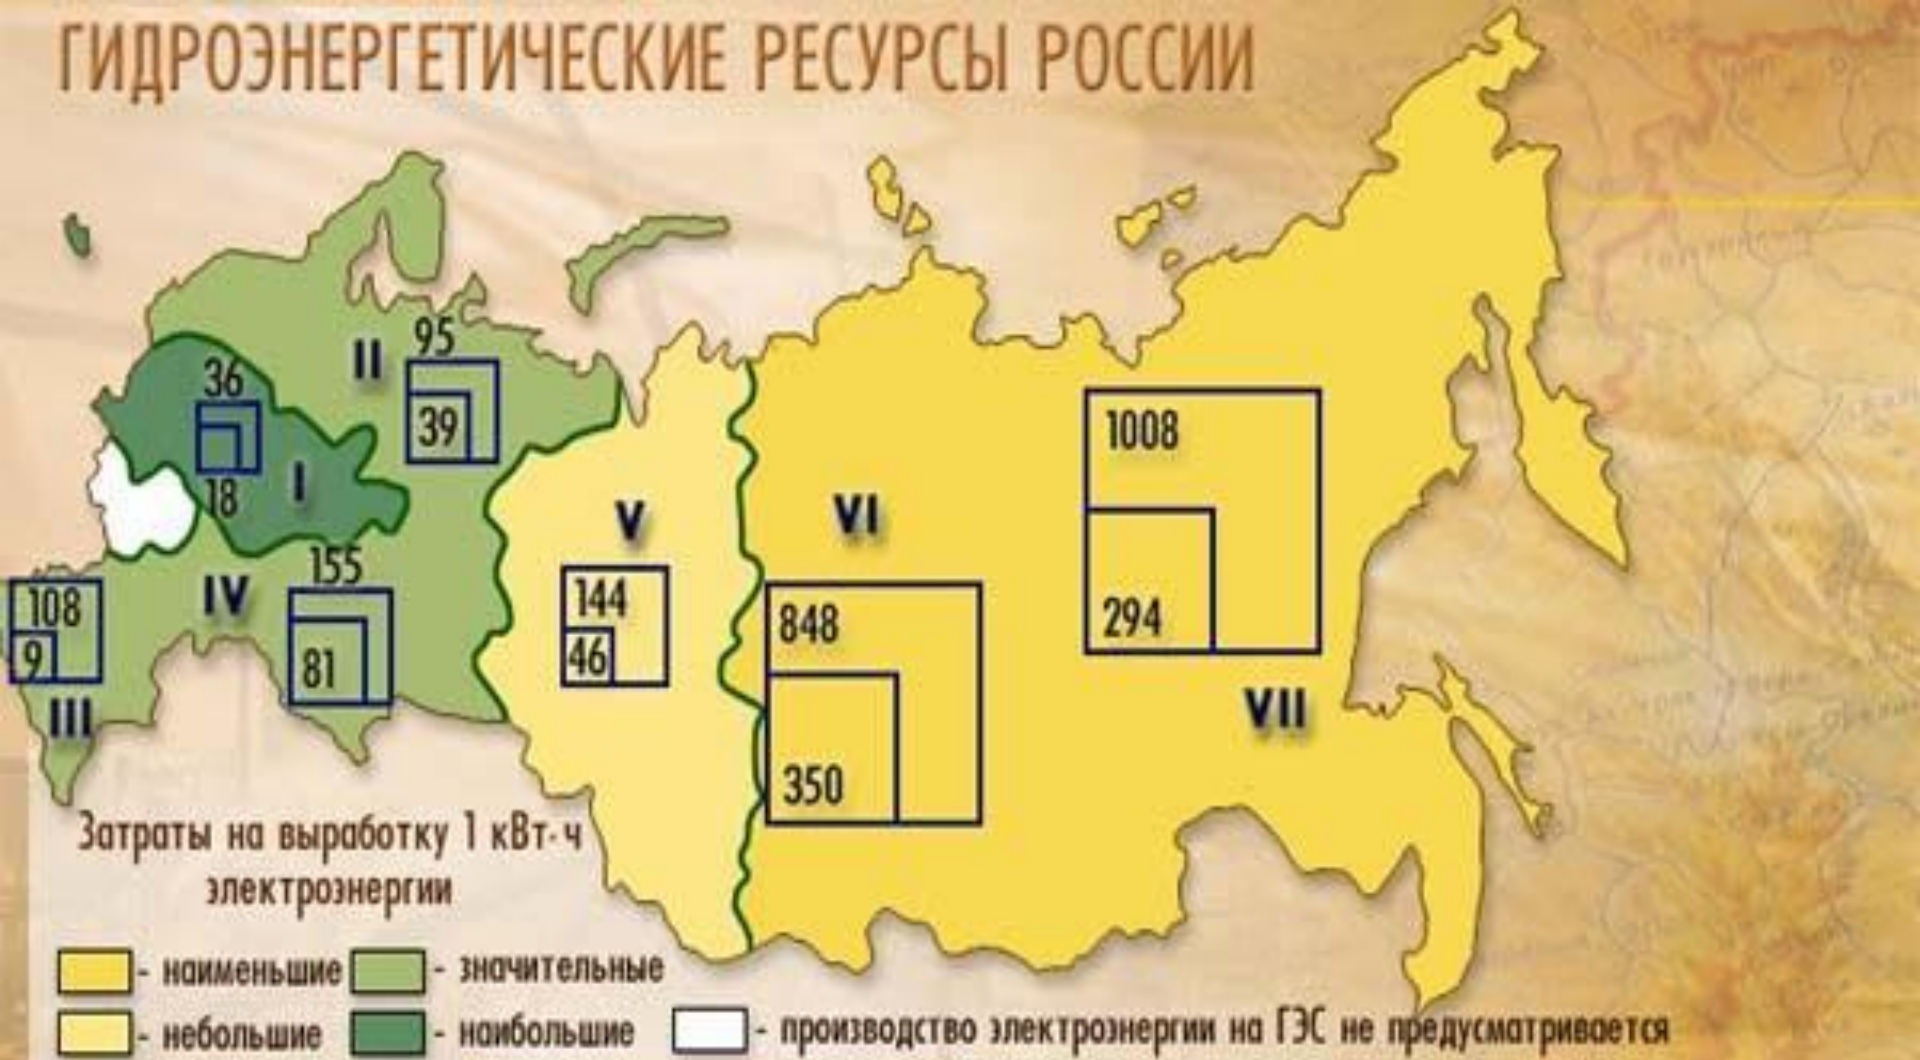 ГИДРОЭНЕРГЕТИЧЕСКИЕ РЕСУРСЫ РОССИИ
95
II
36
39
1008
I
18
V
VI
155
IV
108
144
848
294
9
81
46
III
VII
350
Затраты на выработку 1 кВт·ч
электроэнергии
- наименьшие
- значительные
- небольшие
- наибольшие
- производство электроэнергии на ГЭС не предусматривается